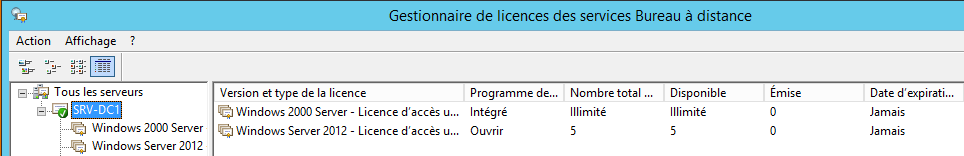 Gestionnaire de licences des services Bureau à distance
Action Affichage ?
Tous les serveurs
SRV-DC1
Windows 2000 Server
Windows Server 2012
Version et type de la licence Programme de... Nombre total ... Disponible Émise Date d'expirati...
Windows 2000 Server - Licence d'accès u... Intégré Illimité Illimité 0 Jamais
Windows Server 2012 - Licence d'accès u... Ouvrir 5 5 0 Jamais